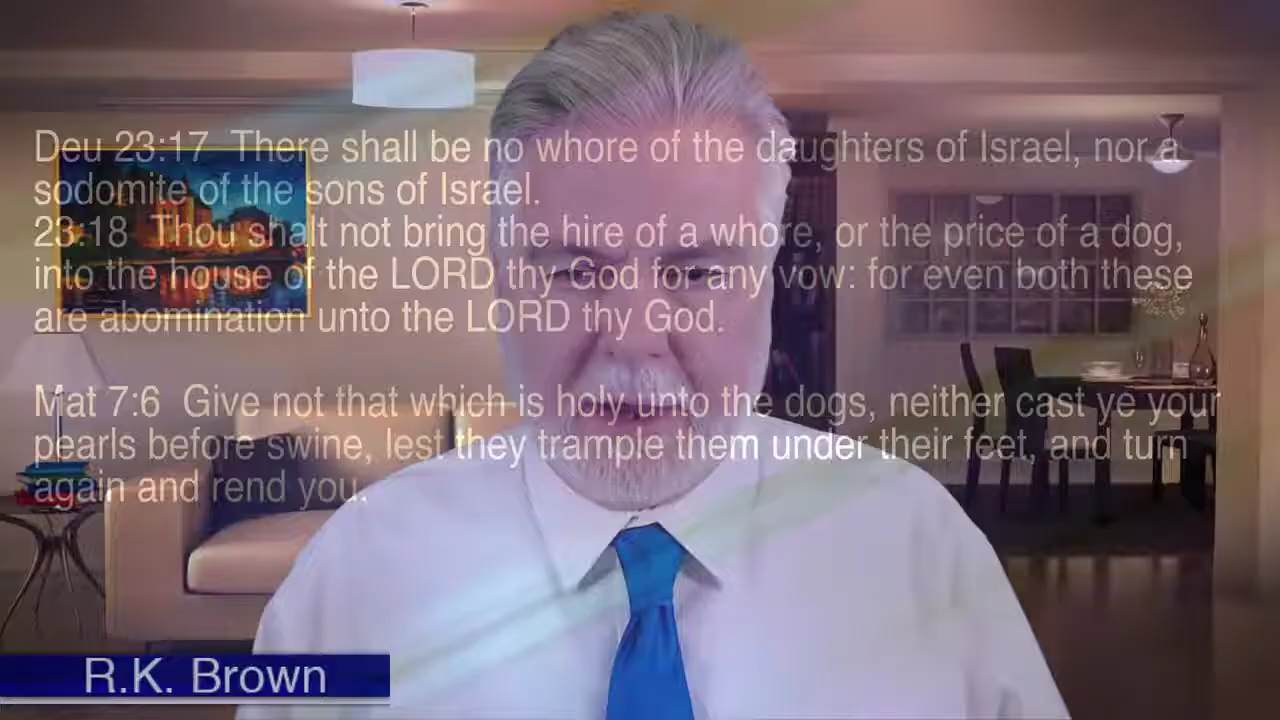 Deu 23:17  There shall be no whore of the daughters of Israel, nor a
sodomite of the sons of Israel.
23:18  Thou shalt not bring the hire of a whore, or the price of a dog,
into the house of the LORD thy God for any vow: for even both these
are abomination unto the LORD thy God.
Mat 7:6  Give not that which is holy unto the dogs, neither cast ye your
pearls before swine, lest they trample them under their feet, and turn
again and rend you.
R.K. Brown